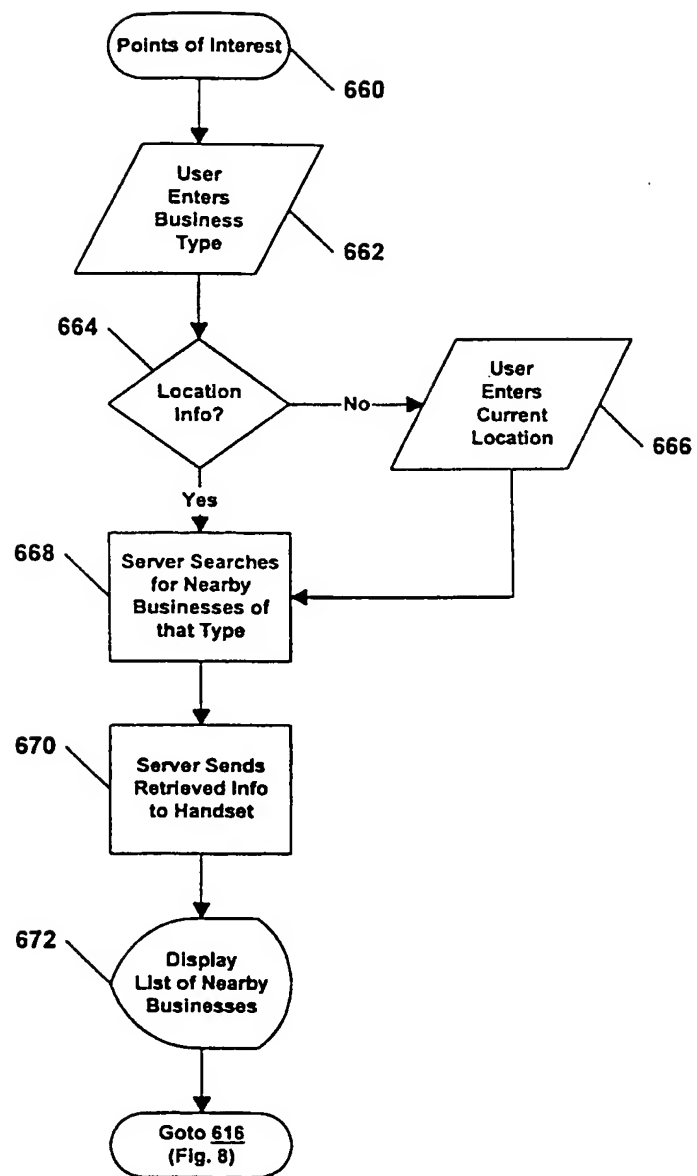 Points of Interest
660
User
Enters
Business
Type
662
664
Location
Info?
No
User
Enters
Current
Location
666
Yes
668
Server Searches
for Nearby
Businesses of
that Type
670
Server Sends
Retrieved Info
to Handset
672
Display
List of Nearby
Businesses
Goto 616
(Fig. 8)